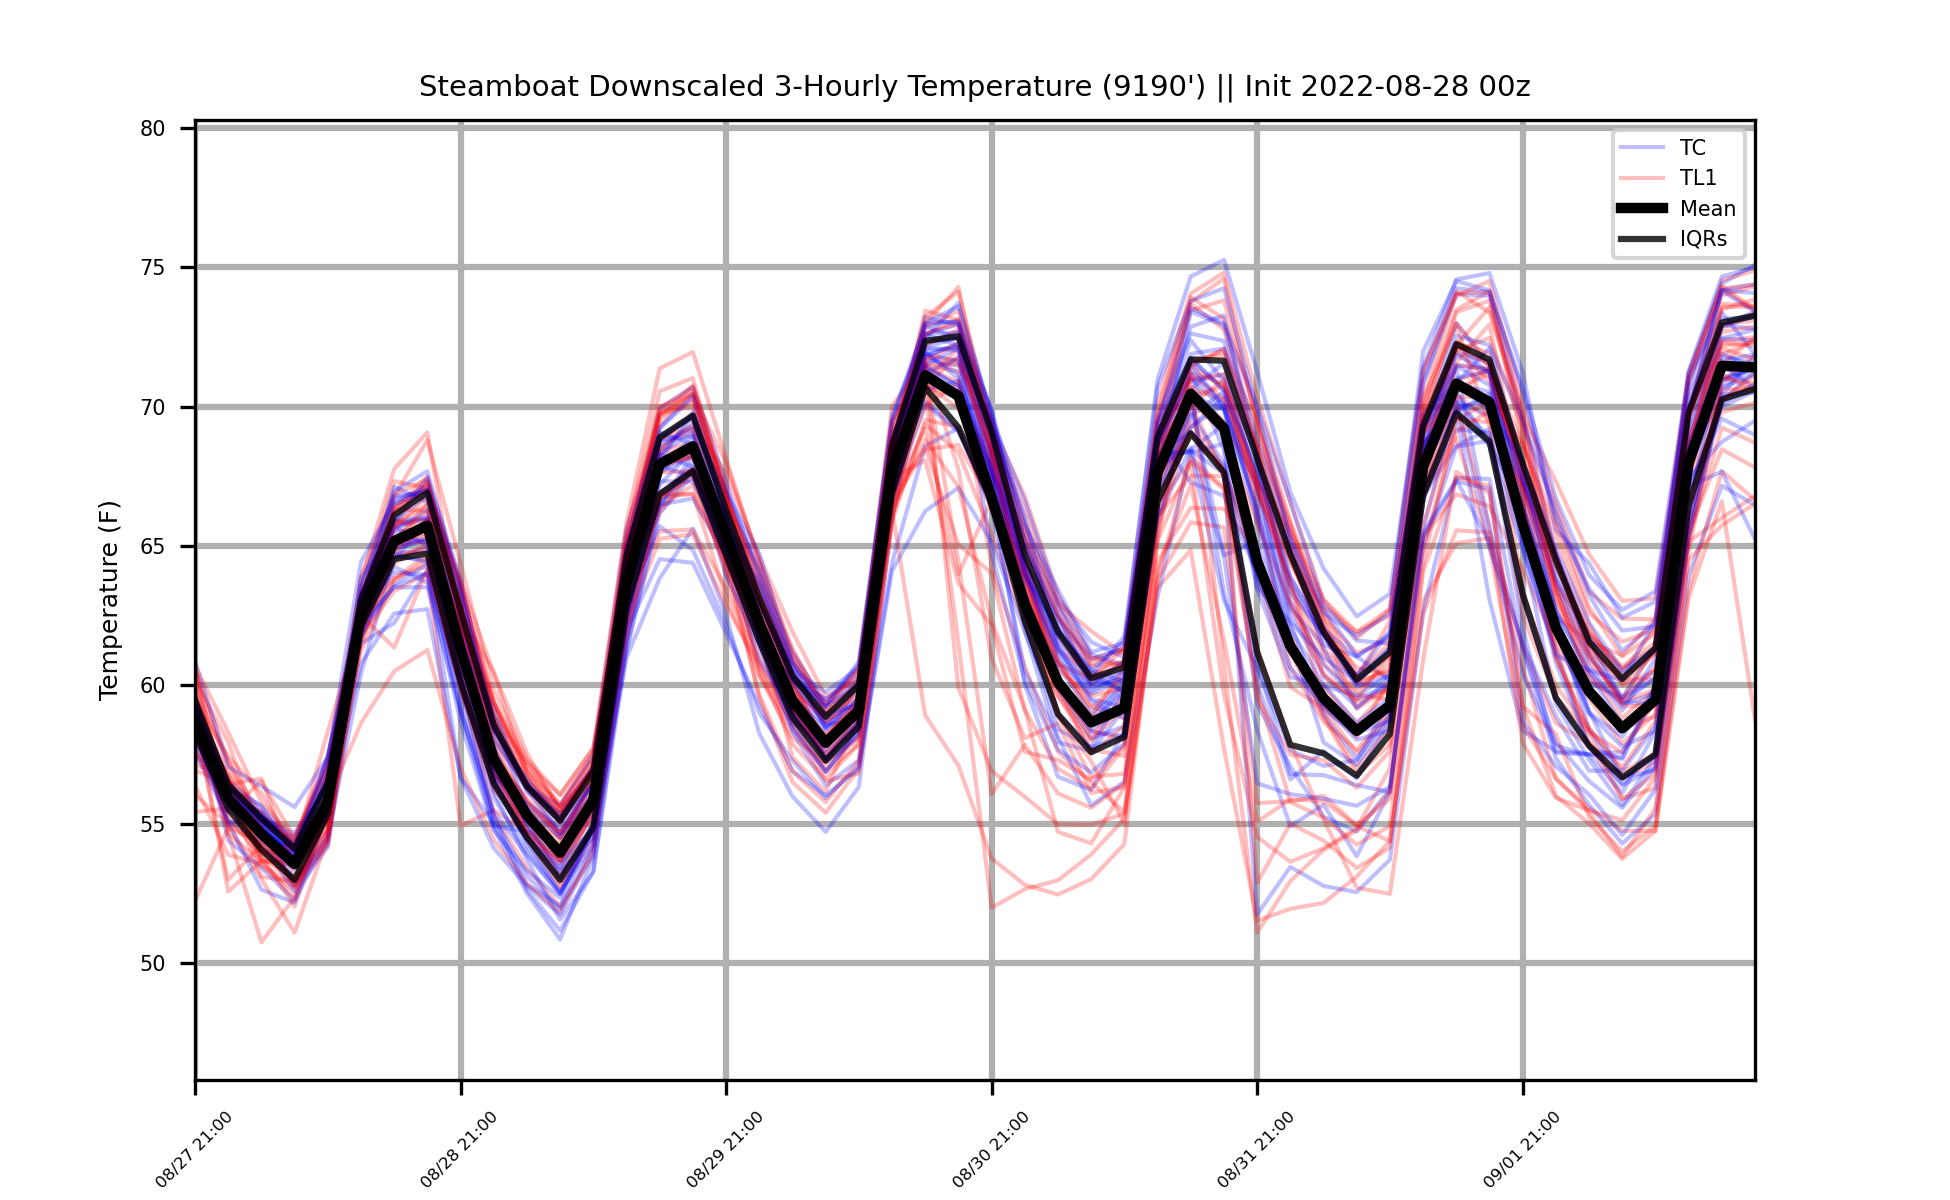 Steamboat Downscaled 3-Hourly Temperature (9190') || Init 2022-08-28 00z
80
75
70
65
60
55
50
Temperature (F)
TC
TL1
Mean
IQRs
08/27 21:00
08/28 21:00
08/29 21:00
08/30 21:00
08/31 21:00
09/01 21:00